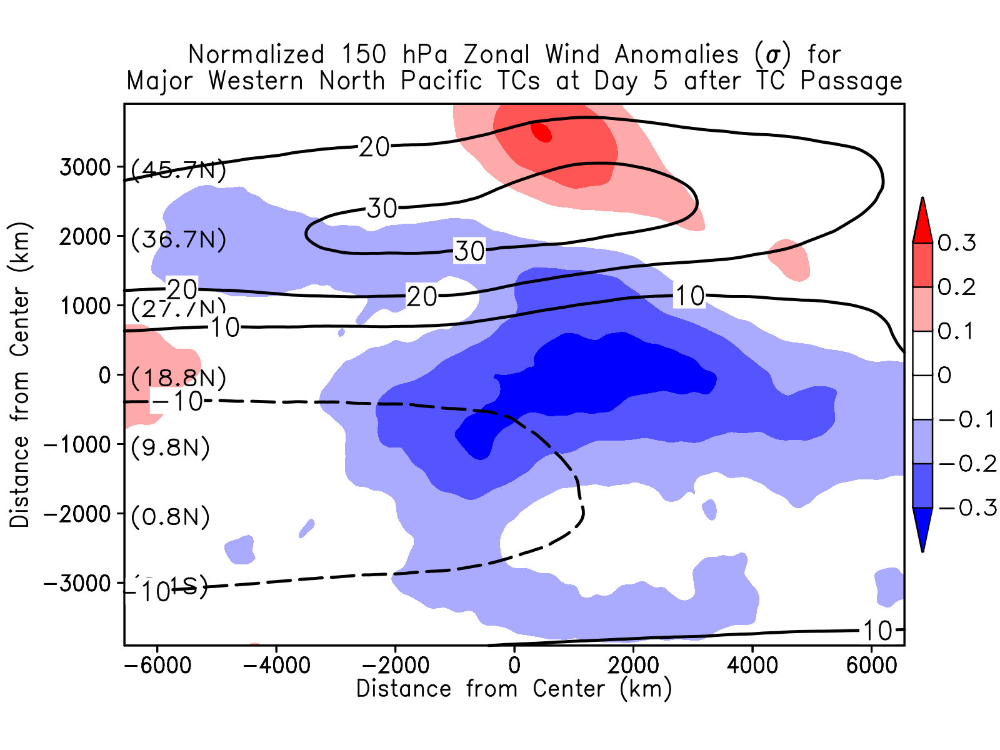 Normalized 150 hPa Zonal Wind Anomalies (σ) for
Major Western North Pacific TCs at Day 5 after TC Passage
Distance from Center (km)
3000
2000
1000
0
−1000
−2000
−3000
(45.7N)
(36.7N)
(27.7N)
(18.8N)
(9.8N)
(0.8N)
1S)
20
30
30
20
20
10
10
−10
−10
10
0.3
0.2
0.1
0
−0.1
−0.2
−0.3
−6000 −4000 −2000 0 2000 4000 6000
Distance from Center (km)